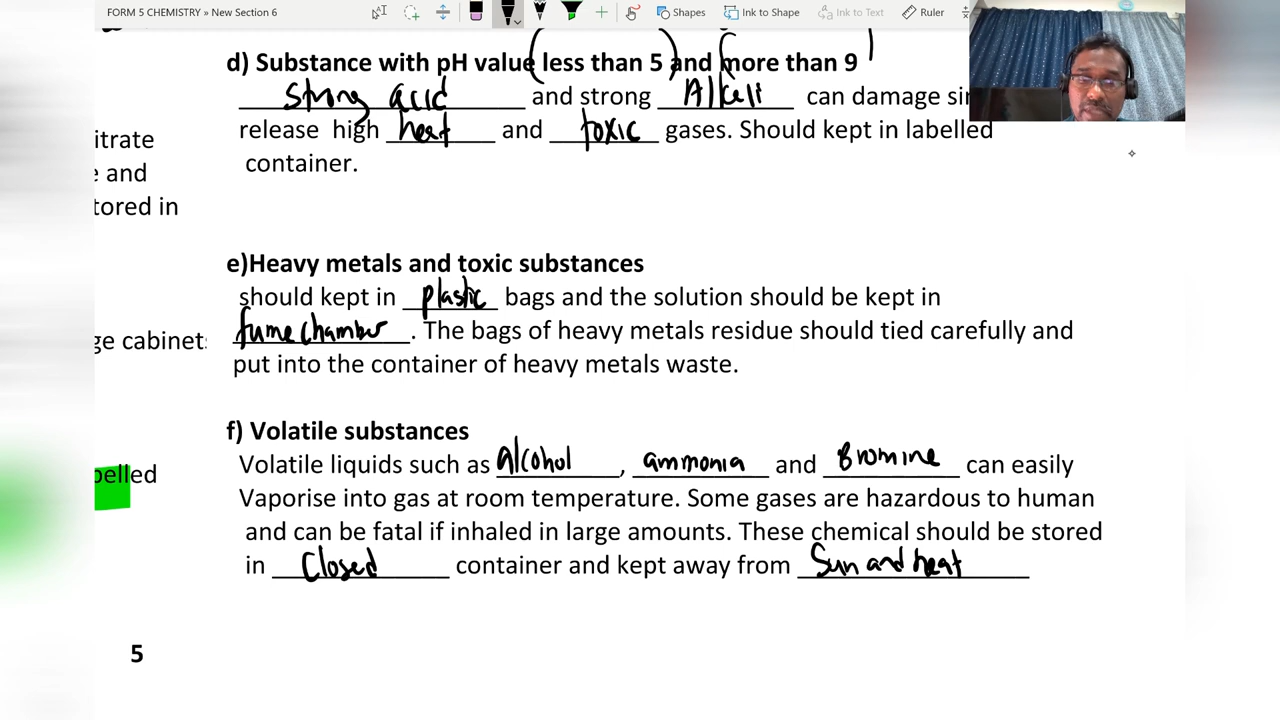 FORM 5 CHEMISTRY » New Section 6
Shapes
Ink to Shape
Ink to Text
Ruler
d) Substance with pH value (less than 5) and (more than 9
strong acid and strong Alkali can damage
release high heat and toxic gases. Should kept in labelled
container.
itrate
e and
tored in
e)Heavy metals and toxic substances
should kept in plastic bags and the solution should be kept in
fume chamber. The bags of heavy metals residue should tied carefully and
put into the container of heavy metals waste.
ge cabinet
f) Volatile substances
Volatile liquids such as alcohol, ammonia and Bromine can easily
Vaporise into gas at room temperature. Some gases are hazardous to human
and can be fatal if inhaled in large amounts. These chemical should be stored
in Closed container and kept away from Sun and heat
belled
5